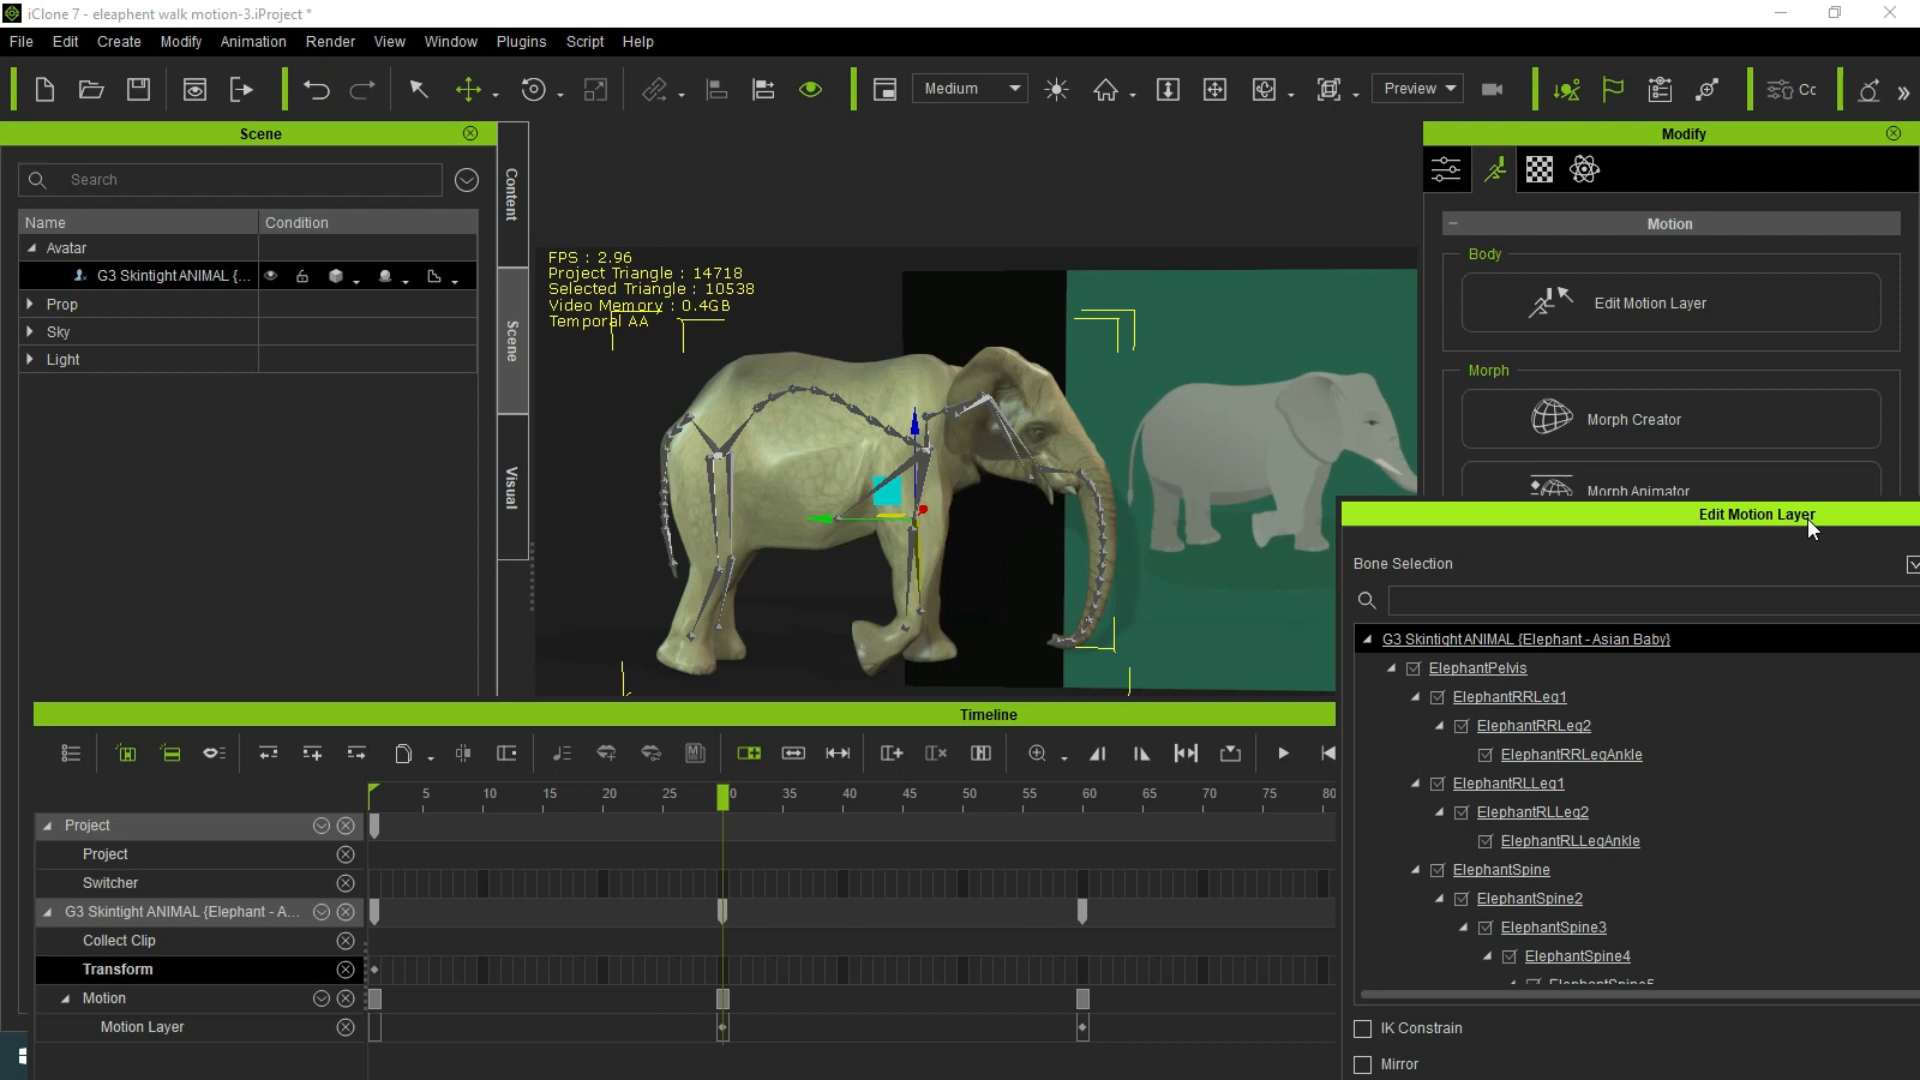 iClone 7 - eleaphent walk motion-3.iProject *
File Edit Create Modify Animation Render View Window Plugins Script Help
Medium Preview Cc
Scene
Search
Name Condition
Avatar
G3 SkintightANIMAL {...
Prop
Sky
Light
Content
Scene
Visual
FPS : 2.96
Project Triangle : 14718
Selected Triangle : 10538
Video Memory : 0.4GB
Temporal AA
Modify
Motion
Body
Edit Motion Layer
Morph
Morph Creator
Morph Animator
Edit Motion Layer
Bone Selection
G3 SkintightANIMAL {Elephant - Asian Baby}
ElephantPelvis
ElephantRRLeg1
ElephantRRLeg2
ElephantRRLegAnkle
ElephantRLLeg1
ElephantRLLeg2
ElephantRLLegAnkle
ElephantSpine
ElephantSpine2
ElephantSpine3
ElephantSpine4
ElephantSpine5
IK Constrain
Mirror
Timeline
5 10 15 20 25 0 35 40 45 50 55 60 65 70 75 80
Project
Project
Switcher
G3 Skintight ANIMAL {Elephant - A...
Collect Clip
Transform
Motion
Motion Layer